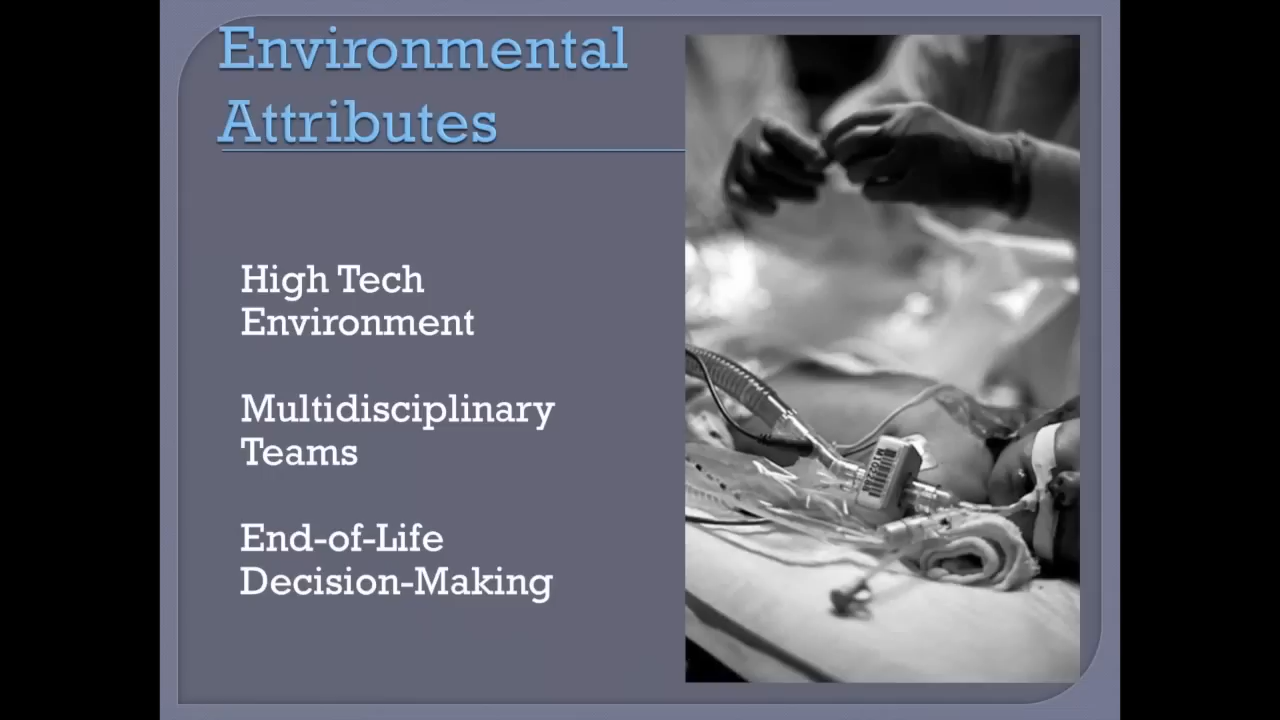 Environmental
Attributes
High Tech
Environment
Multidisciplinary
Teams
End-of-Life
Decision-Making